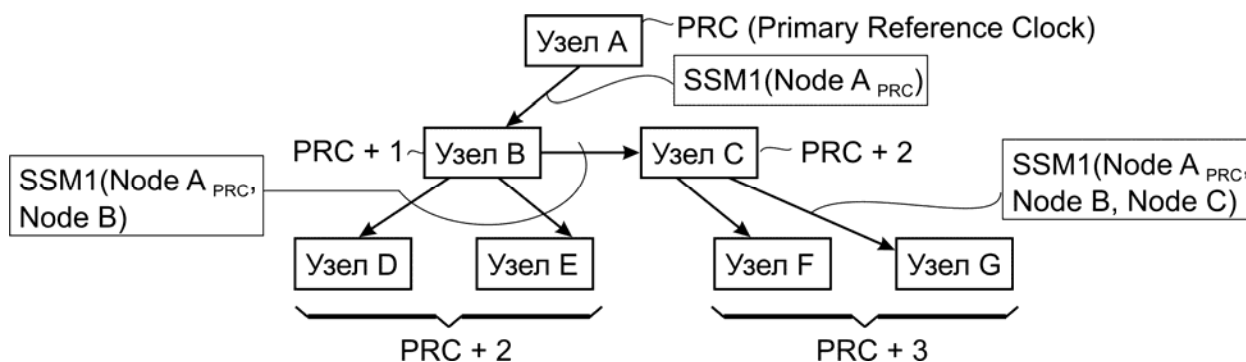 Узел A
PRC (Primary Reference Clock)
SSM1(Node A PRC)
PRC + 1
Узел B
Узел C
PRC + 2
SSM1(Node A PRC,
Node B)
SSM1(Node A PRC,
Node B, Node C)
Узел D
Узел E
Узел F
Узел G
PRC + 2
PRC + 3